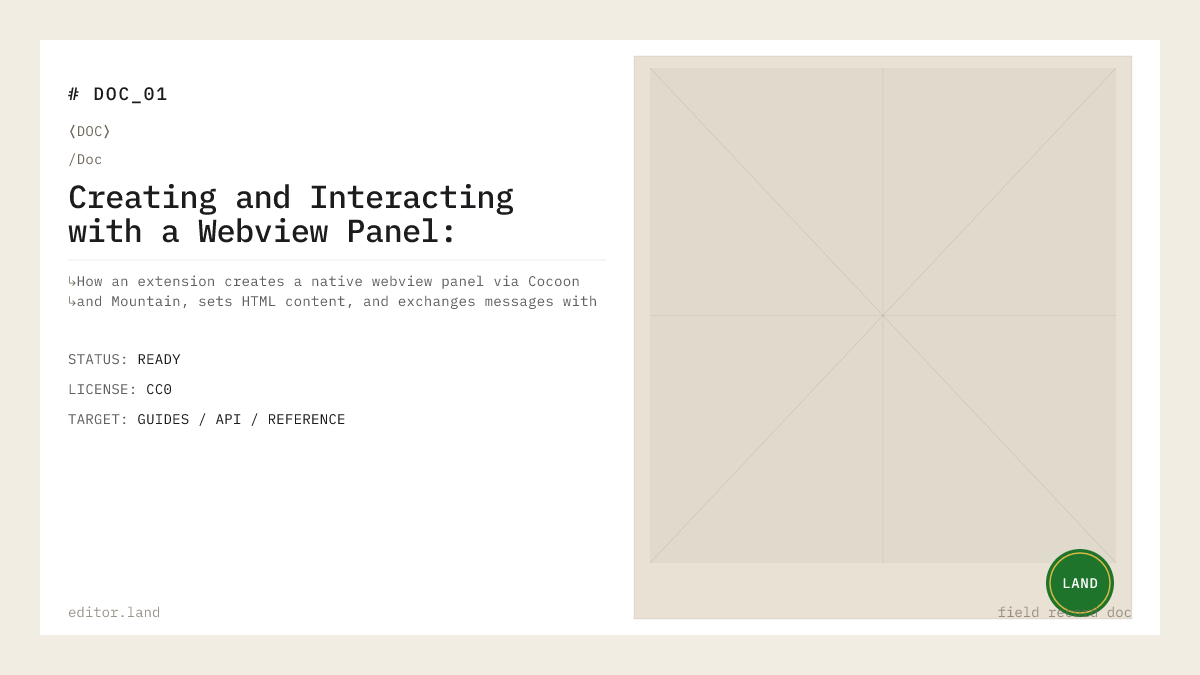 # DOC_01
⟨DOC⟩
/Doc
Creating and Interacting
with a Webview Panel:
↳How an extension creates a native webview panel via Cocoon
↳and Mountain, sets HTML content, and exchanges messages with
STATUS: READY
LICENSE: CC0
TARGET: GUIDES / API / REFERENCE
editor.land
LAND
field record doc